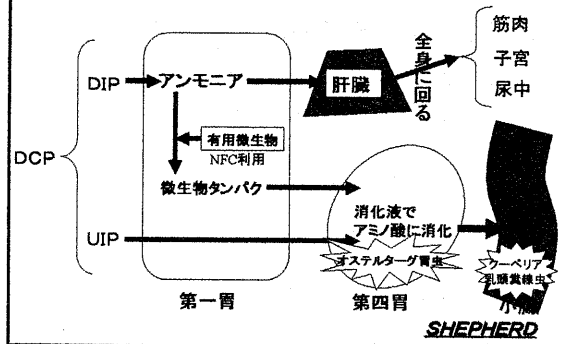 筋肉
子宮
尿中
全身に回る
DIP
アンモニア
肝臓
有用微生物
NFC利用
DCP
微生物タンパク
消化液で
アミノ酸に消化
UIP
オステルターグ胃虫
クーペリア
乳頭糞線虫
第一胃
第四胃
小腸
SHEPHERD